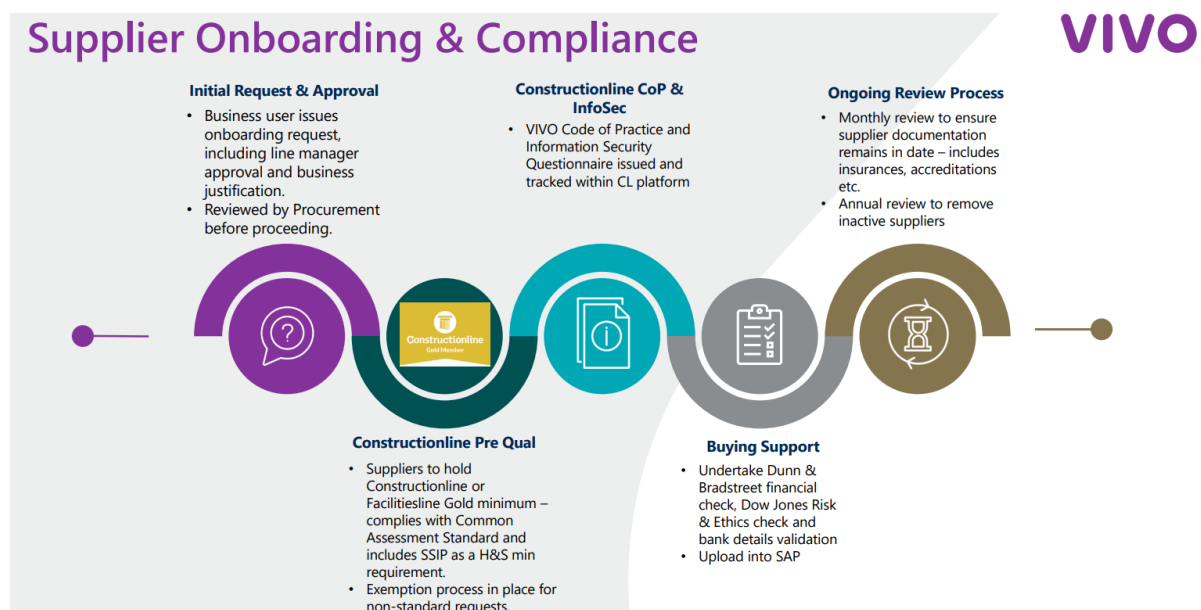 Supplier Onboarding & Compliance
VIVO
Initial Request & Approval
• Business user issues
onboarding request,
including line manager
approval and business
justification.
• Reviewed by Procurement
before proceeding.
Constructionline CoP &
InfoSec
• VIVO Code of Practice and
Information Security
Questionnaire issued and
tracked within CL platform
Ongoing Review Process
• Monthly review to ensure
supplier documentation
remains in date – includes
insurances, accreditations
etc.
• Annual review to remove
inactive suppliers
?
Constructionline
Gold Member
i
Constructionline Pre Qual
• Suppliers to hold
Constructionline or
Facilitiesline Gold minimum –
complies with Common
Assessment Standard and
includes SSIP as a H&S min
requirement.
• Exemption process in place for
non-standard requests
Buying Support
• Undertake Dunn &
Bradstreet financial
check, Dow Jones Risk
& Ethics check and
bank details validation
• Upload into SAP